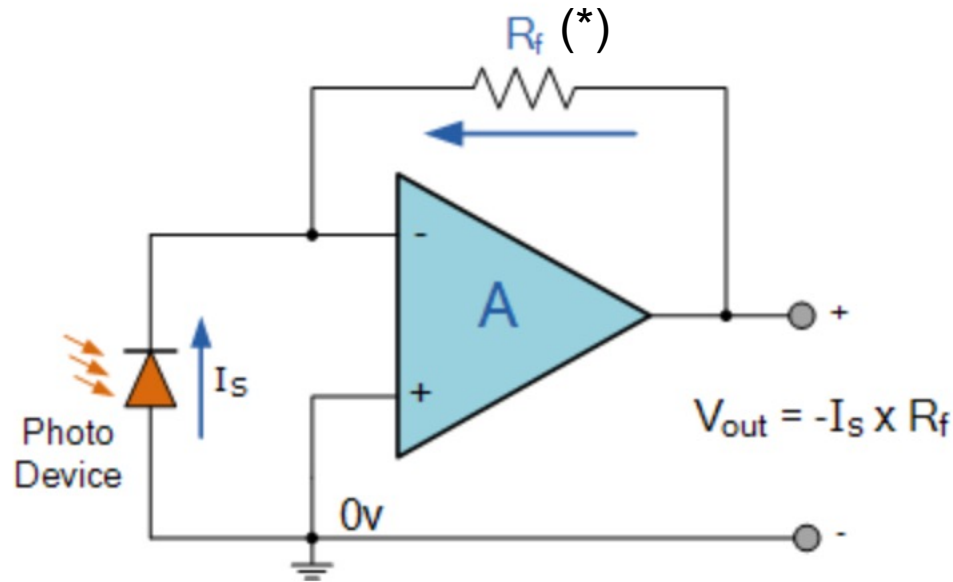 Rf (*)
-
A
+
IS
+
Photo
Device
Vout = -IS x Rf
0v
-